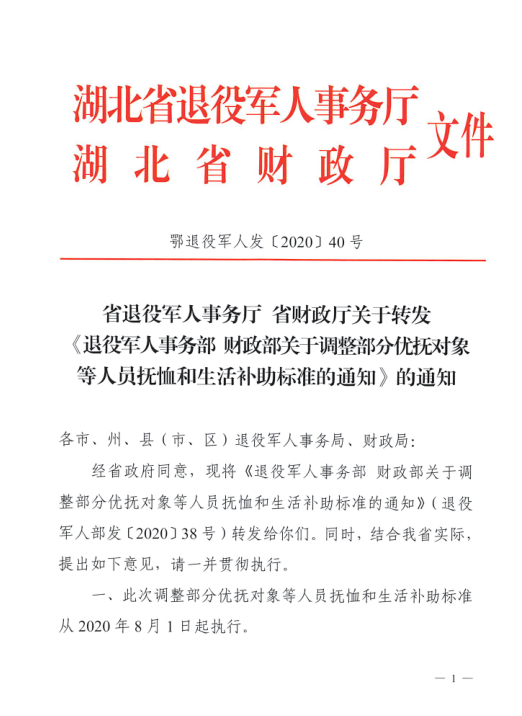 湖北省退役军人事务厅
湖北省财政厅
文件
鄂退役军人发〔2020〕40号
省退役军人事务厅 省财政厅关于转发
《退役军人事务部 财政部关于调整部分优抚对象
等人员抚恤和生活补助标准的通知》的通知
各市、州、县（市、区）退役军人事务局、财政局：
经省政府同意，现将《退役军人事务部 财政部关于调
整部分优抚对象等人员抚恤和生活补助标准的通知》（退役
军人部发〔2020〕38号）转发给你们。同时，结合我省实际，
提出如下意见，请一并贯彻执行。
一、此次调整部分优抚对象等人员抚恤和生活补助标准
从2020年8月1日起执行。
— 1 —